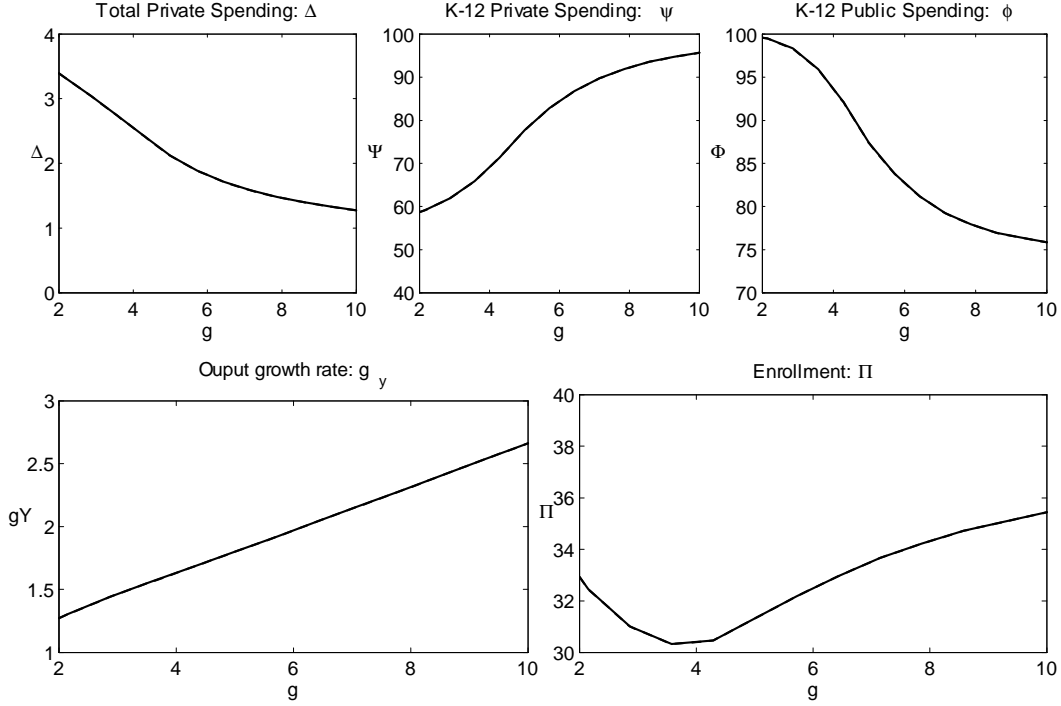 Total Private Spending: Δ
K-12 Private Spending: ψ
K-12 Public Spending: ϕ
4
3
2
1
0
Δ
2 4 6 8 10
g
100
90
80
70
60
50
40
Ψ
2 4 6 8 10
g
100
95
90
85
80
75
70
Φ
2 4 6 8 10
g
Ouput growth rate: g y
3
2.5
2
1.5
1
gY
2 4 6 8 10
g
Enrollment: Π
40
38
36
34
32
30
Π
2 4 6 8 10
g